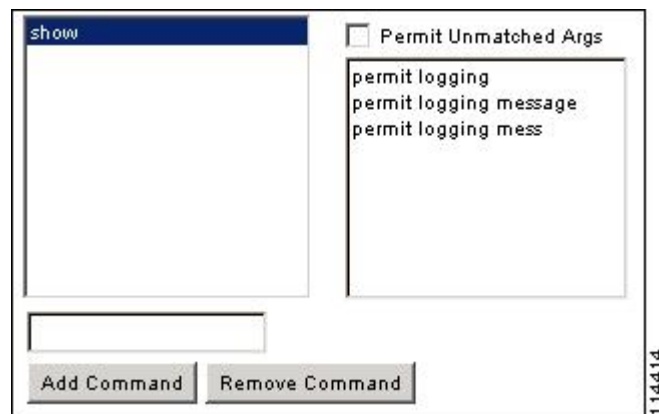 show
Permit Unmatched Args
permit logging
permit logging message
permit logging mess
Add Command
Remove Command
114414